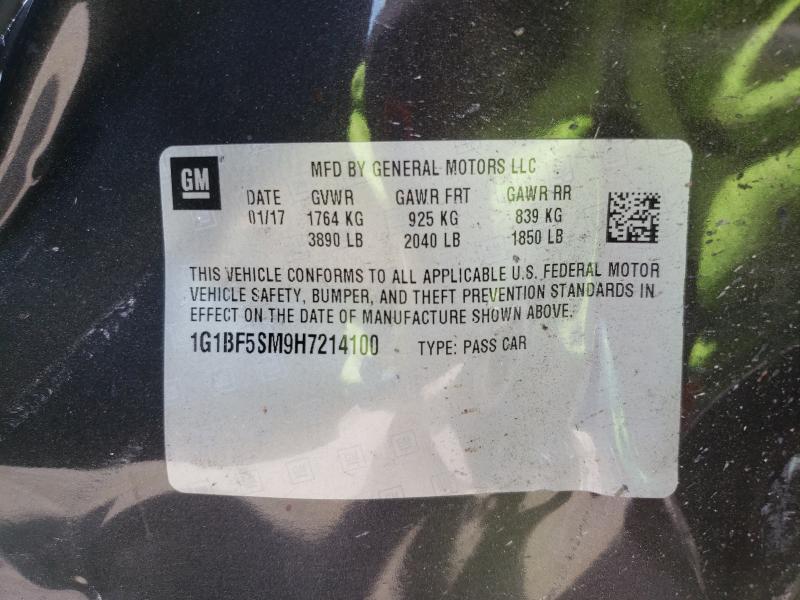 GM
MFD BY GENERAL MOTORS LLC
DATE GVWR GAWR FRT GAWR RR
01/17 1764 KG 925 KG 839 KG
3890 LB 2040 LB 1850 LB
THIS VEHICLE CONFORMS TO ALL APPLICABLE U.S. FEDERAL MOTOR
VEHICLE SAFETY, BUMPER, AND THEFT PREVENTION STANDARDS IN
EFFECT ON THE DATE OF MANUFACTURE SHOWN ABOVE.
1G1BF5SM9H7214100 TYPE: PASS CAR